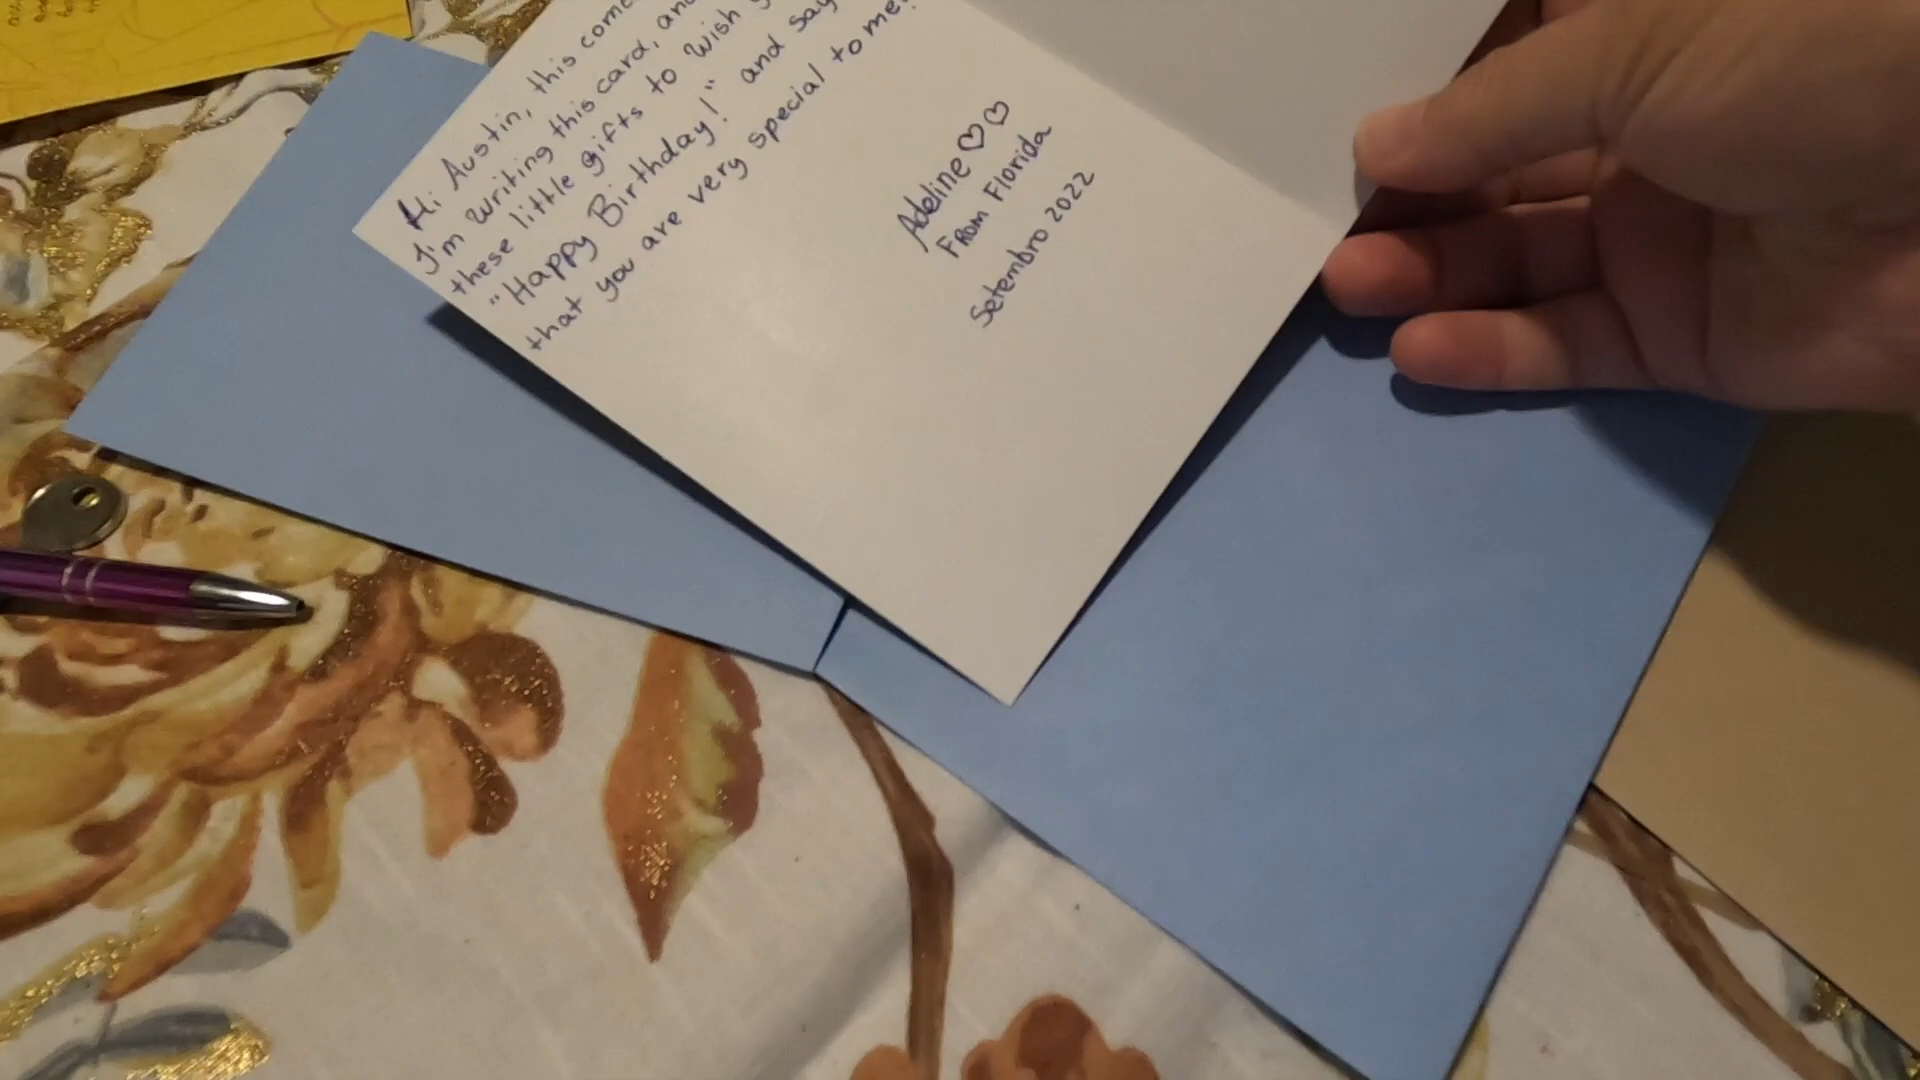 Hi Austin, this
I'm writing this card, and
these little gifts to wish
"Happy Birthday!" and say
that you are very special to me!
Adeline ♡♡
From Florida
Setembro 2022